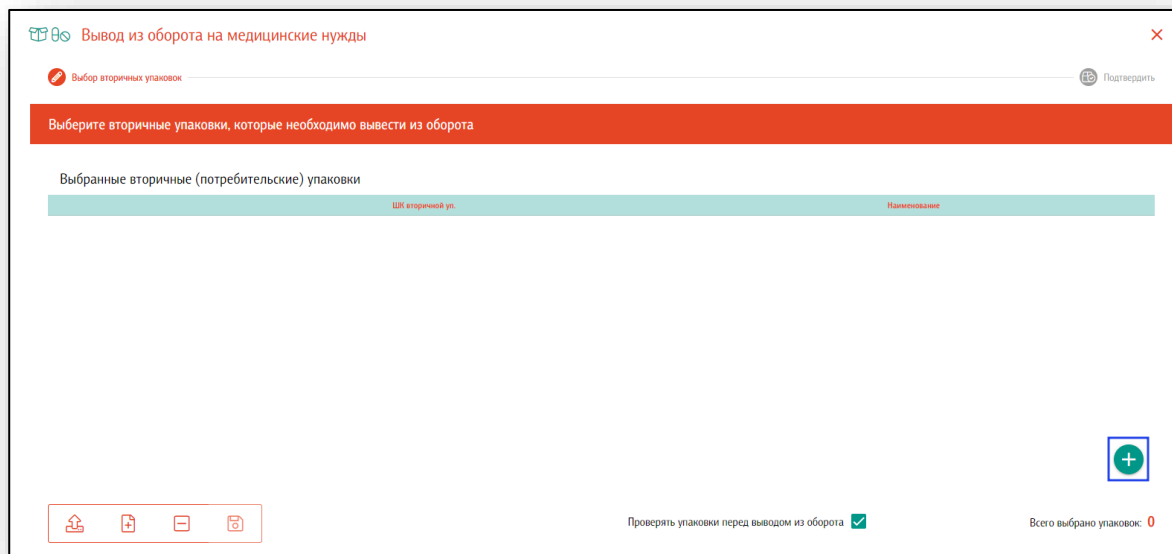 Вывод из оборота на медицинские нужды
Выбор вторичных упаковок
Подтвердить
Выберите вторичные упаковки, которые необходимо вывести из оборота
Выбранные вторичные (потребительские) упаковки
ШК вторичной уп.
Наименование
Проверять упаковки перед выводом из оборота
Всего выбрано упаковок: 0